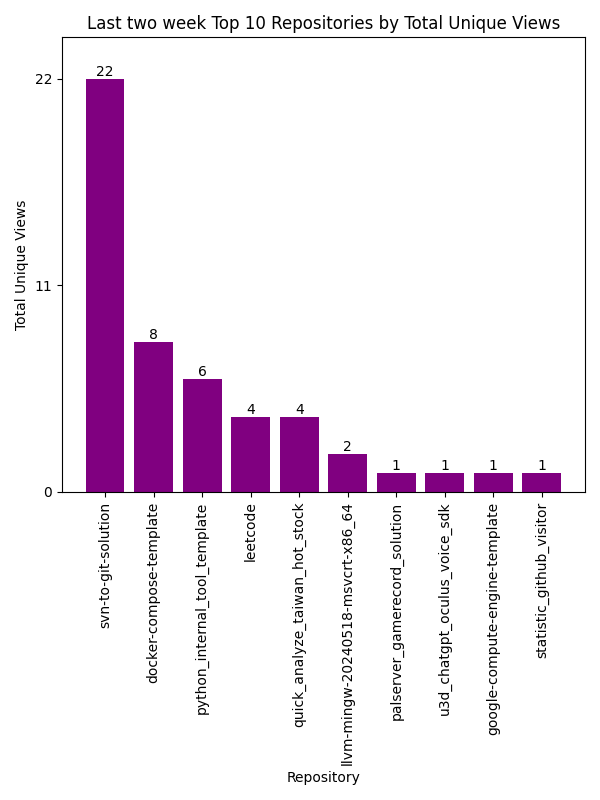 Last two week Top 10 Repositories by Total Unique Views
Total Unique Views
22
11
0
22
8
6
4
4
2
1
1
1
1
svn-to-git-solution
docker-compose-template
python_internal_tool_template
leetcode
quick_analyze_taiwan_hot_stock
llvm-mingw-20240518-msvcrt-x86_64
palserver_gamerecord_solution
u3d_chatgpt_oculus_voice_sdk
google-compute-engine-template
statistic_github_visitor
Repository